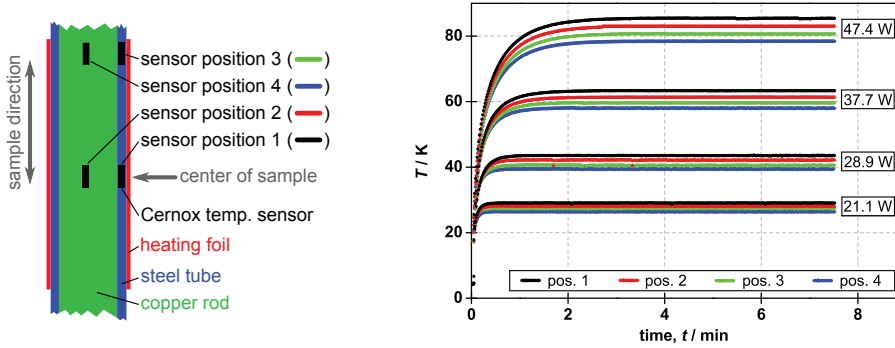 sample direction
sensor position 3 ( )
sensor position 4 ( )
sensor position 2 ( )
sensor position 1 ( )
center of sample
Cernox temp. sensor
heating foil
steel tube
copper rod
T / K
80
60
40
20
0
47.4 W
37.7 W
28.9 W
21.1 W
pos. 1 pos. 2 pos. 3 pos. 4
0 2 4 6 8
time, t / min